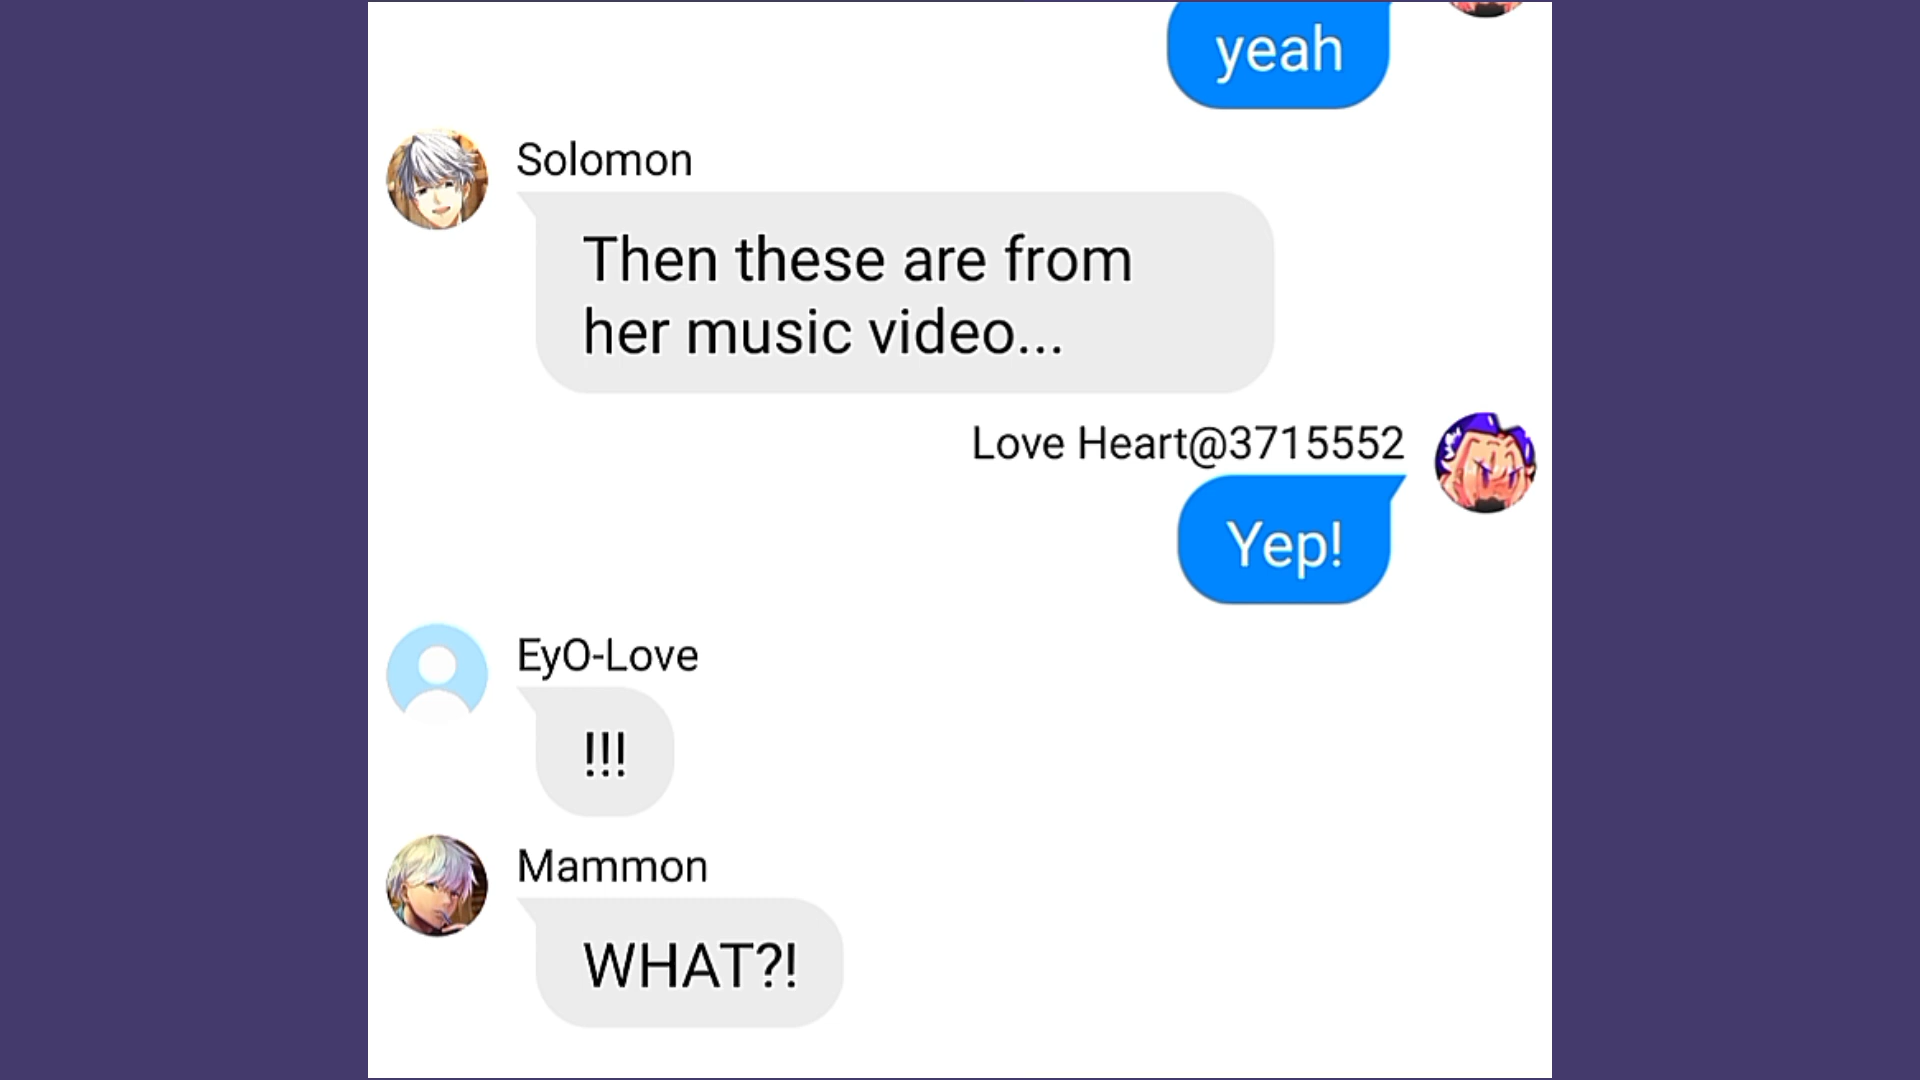 yeah
Solomon
Then these are from
her music video...
Love Heart@3715552
Yep!
EyO-Love
!!!
Mammon
WHAT?!